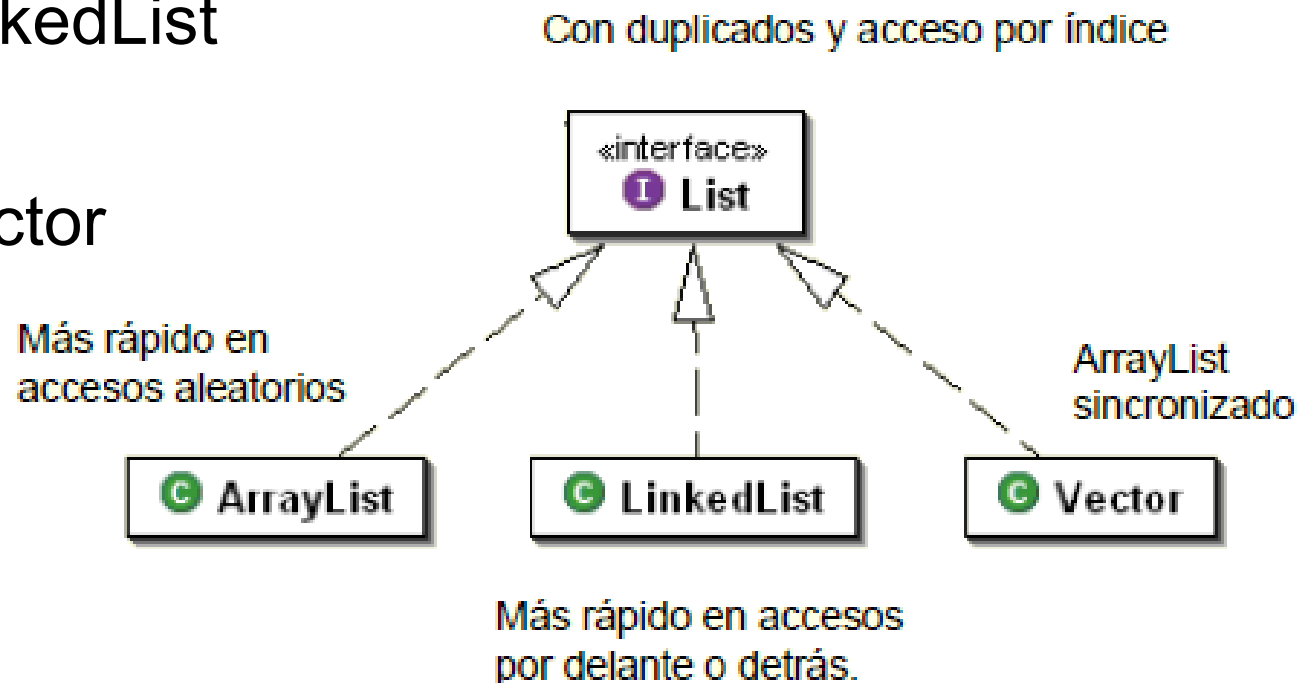 kedList
Con duplicados y acceso por índice
«interface»
I List
ctor
Más rápido en
accesos aleatorios
ArrayList
sincronizado
C ArrayList
C LinkedList
C Vector
Más rápido en accesos
por delante o detrás.